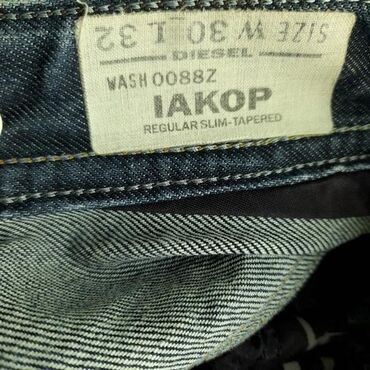 SIZE W 30 L 32
DIESEL
WASH 0088Z
IAKOP
REGULAR SLIM-TAPERED